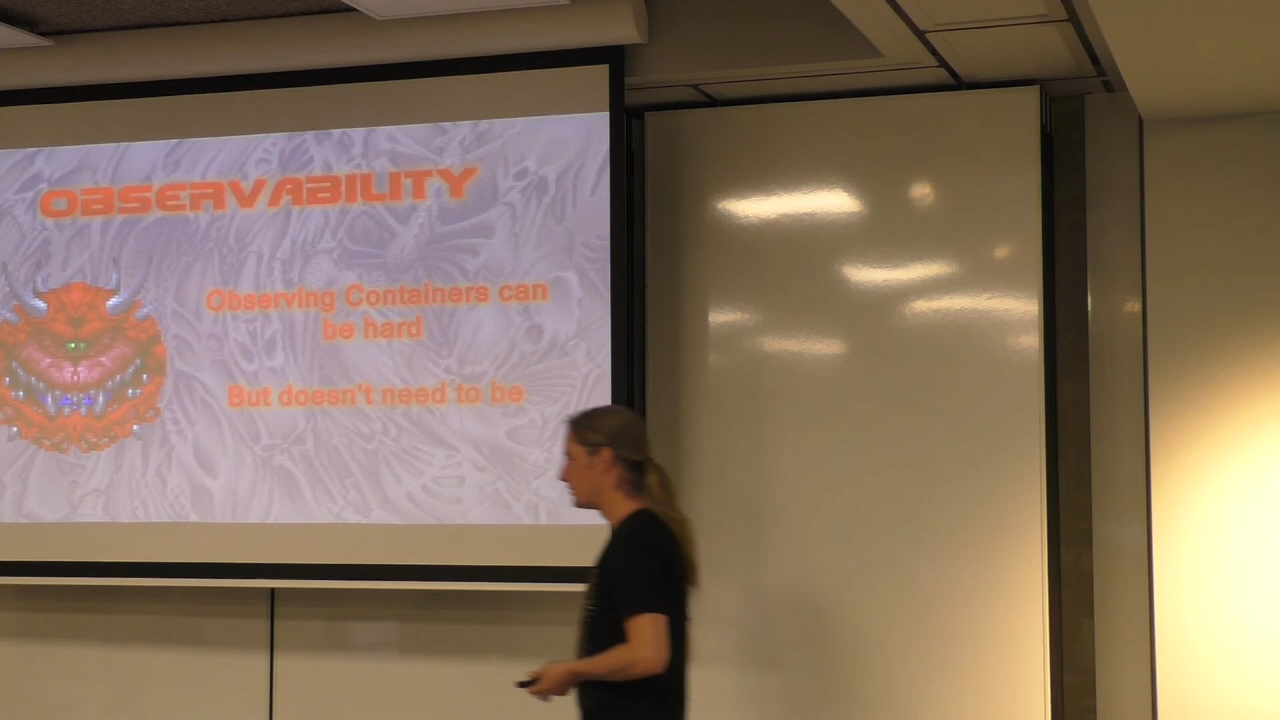 OBSERVABILITY
Observing Containers can
be hard
But doesn't need to be